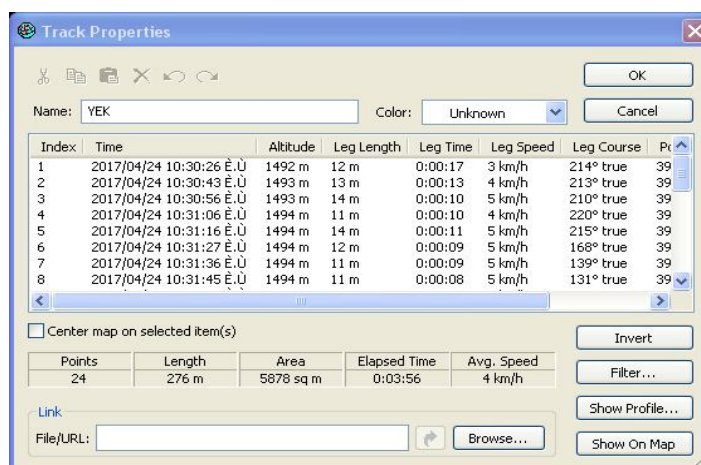 Track Properties
OK
Name: YEK Color: Unknown Cancel
Index Time Altitude Leg Length Leg Time Leg Speed Leg Course
1 2017/04/24 10:30:26 È.Ù 1492 m 12 m 0:00:17 3 km/h 214° true 39
2 2017/04/24 10:30:43 È.Ù 1493 m 13 m 0:00:13 4 km/h 213° true 39
3 2017/04/24 10:30:56 È.Ù 1493 m 14 m 0:00:10 5 km/h 210° true 39
4 2017/04/24 10:31:06 È.Ù 1494 m 11 m 0:00:10 4 km/h 220° true 39
5 2017/04/24 10:31:16 È.Ù 1494 m 14 m 0:00:11 5 km/h 215° true 39
6 2017/04/24 10:31:27 È.Ù 1494 m 12 m 0:00:09 5 km/h 168° true 39
7 2017/04/24 10:31:36 È.Ù 1494 m 11 m 0:00:09 5 km/h 139° true 39
8 2017/04/24 10:31:45 È.Ù 1494 m 11 m 0:00:08 5 km/h 131° true 39
Center map on selected item(s)
Invert
Points Length Area Elapsed Time Avg. Speed
24 276 m 5878 sq m 0:03:56 4 km/h
Filter...
Link
Show Profile...
File/URL: Browse... Show On Map